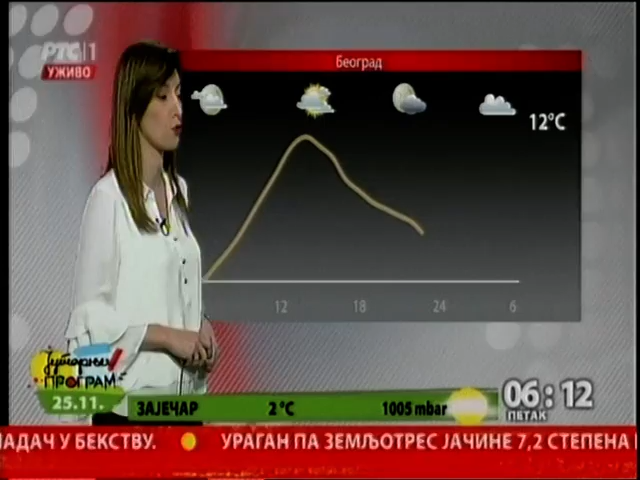 РТС|1
УЖИВО
Београд
12°C
12 18 24 6
Јутарњи
ПРОГРАМ
25.11.
ЗАЈЕЧАР 2°C 1005 mbar
06:12
ПЕТАК
ПАДАЧ У БЕКСТВУ. УРАГАН ПА ЗЕМЉОТРЕС ЈАЧИНЕ 7,2 СТЕПЕНА